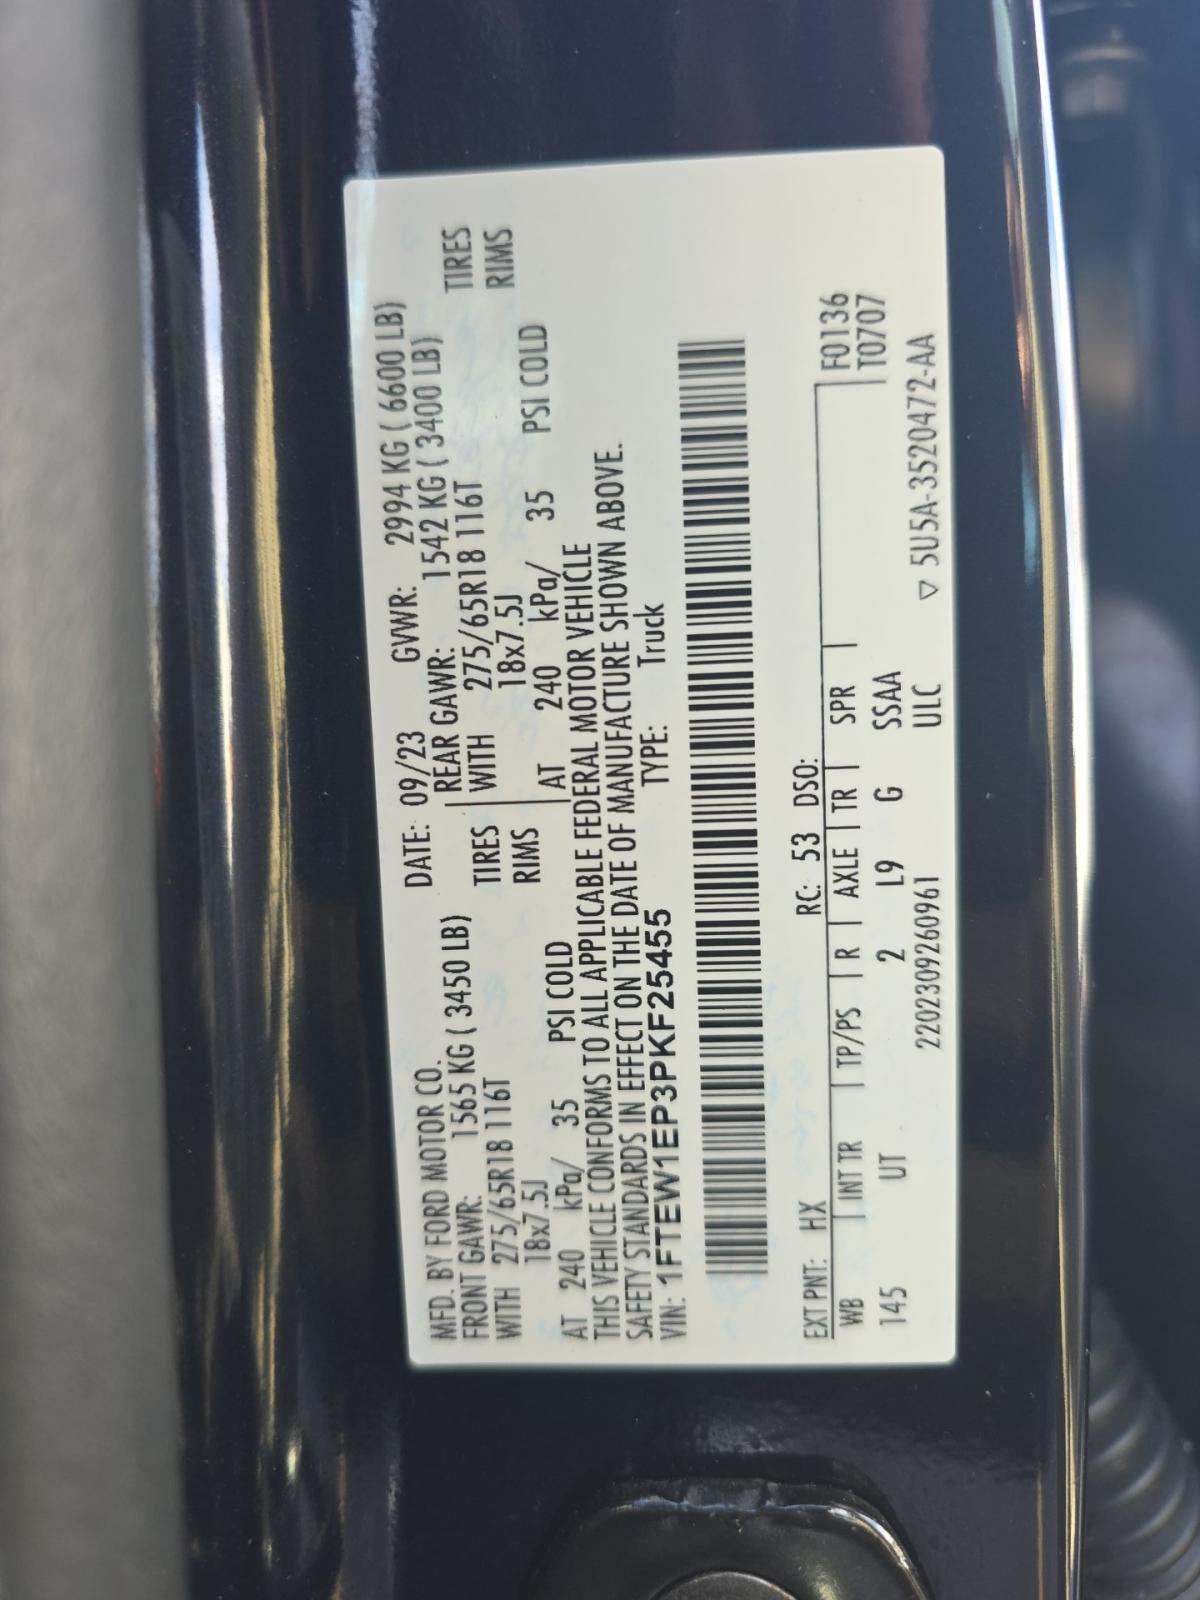 MFD. BY FORD MOTOR CO. DATE: 09/23 GVWR: 2994 KG ( 6600 LB)
FRONT GAWR: 1565 KG ( 3450 LB) REAR GAWR: 1542 KG ( 3400 LB)
WITH 275/65R18 116T TIRES WITH 275/65R18 116T TIRES
18x7.5J RIMS 18x7.5J RIMS
AT 240 kPa/ 35 PSI COLD AT 240 kPa/ 35 PSI COLD
THIS VEHICLE CONFORMS TO ALL APPLICABLE FEDERAL MOTOR VEHICLE
SAFETY STANDARDS IN EFFECT ON THE DATE OF MANUFACTURE SHOWN ABOVE.
VIN: 1FTEW1EP3PKF25455 TYPE: Truck
EXT PNT: HX RC: 53 DSO: F0136
WB INT TR TP/PS R AXLE TR SPR T0707
145 UT 2 L9 G SSAA
2202309260961 ULC ▽ 5U5A-3520472-AA